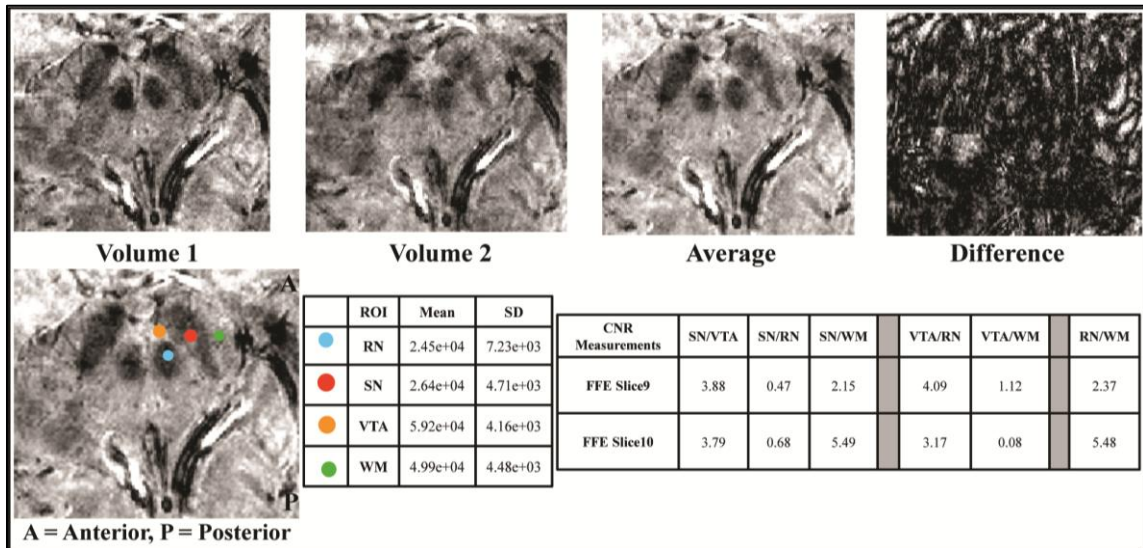 Volume 1
Volume 2
Average
Difference
A
P
A = Anterior, P = Posterior
ROI Mean SD
RN 2.45e+04 7.23e+03
SN 2.64e+04 4.71e+03
VTA 5.92e+04 4.16e+03
WM 4.99e+04 4.48e+03
CNR Measurements SN/VTA SN/RN SN/WM VTA/RN VTA/WM RN/WM
FFE Slice9 3.88 0.47 2.15 4.09 1.12 2.37
FFE Slice10 3.79 0.68 5.49 3.17 0.08 5.48